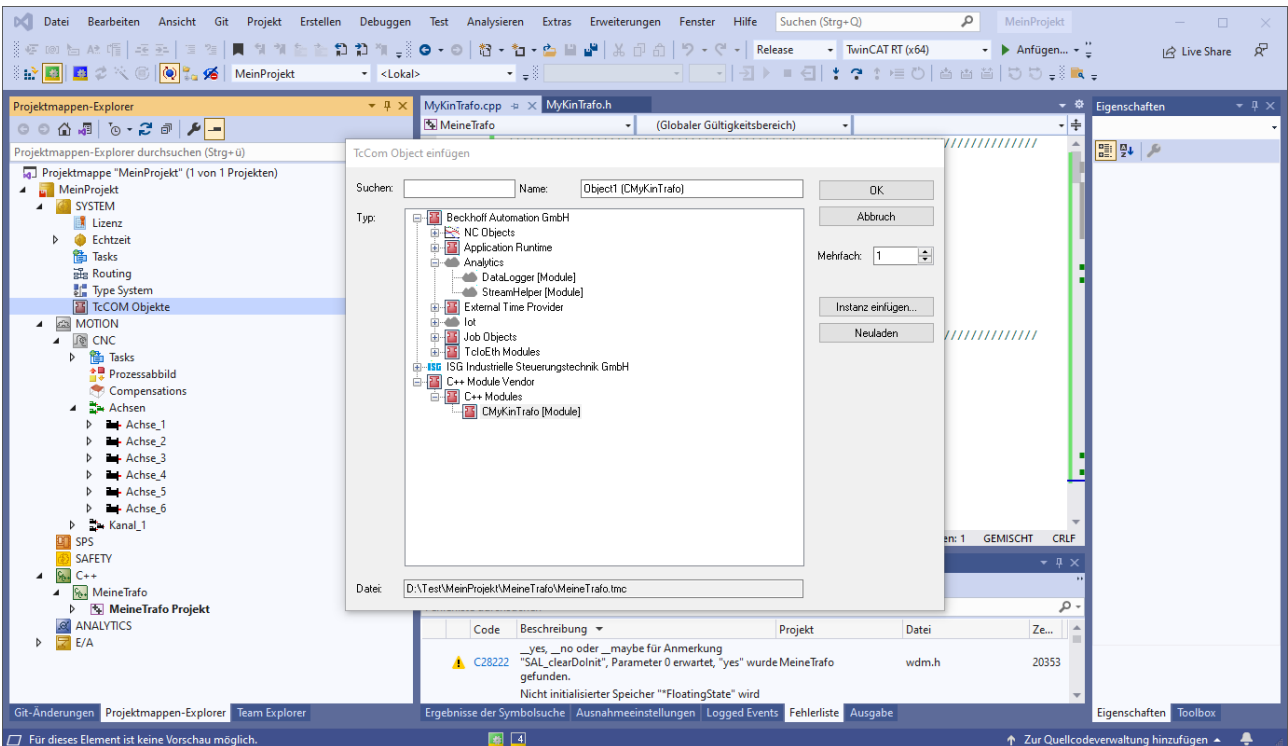 Datei Bearbeiten Ansicht Git Projekt Erstellen Debuggen Test Analysieren Extras Erweiterungen Fenster Hilfe Suchen (Strg+Q) MeinProjekt
Release TwinCAT RT (x64) Anfügen... Live Share
MeinProjekt <Lokal>
Projektmappen-Explorer
Projektmappen-Explorer durchsuchen (Strg+ü)
Projektmappe "MeinProjekt" (1 von 1 Projekten)
MeinProjekt
SYSTEM
Lizenz
Echtzeit
Tasks
Routing
Type System
TcCOM Objekte
MOTION
CNC
Tasks
Prozessabbild
Compensations
Achsen
Achse_1
Achse_2
Achse_3
Achse_4
Achse_5
Achse_6
Kanal_1
SPS
SAFETY
C++
MeineTrafo
MeineTrafo Projekt
ANALYTICS
E/A
Git-Änderungen Projektmappen-Explorer Team Explorer
MyKinTrafo.cpp MyKinTrafo.h
MeineTrafo (Globaler Gültigkeitsbereich)
//////////////
TcCom Object einfügen
Suchen: Name: Object1 (CMyKinTrafo) OK
Typ: Abbruch
Mehrfach: 1
Instanz einfügen...
Neuladen
Beckhoff Automation GmbH
NC Objects
Application Runtime
Analytics
DataLogger [Module]
StreamHelper [Module]
External Time Provider
Iot
Job Objects
TcIoEth Modules
ISG Industrielle Steuerungstechnik GmbH
C++ Module Vendor
C++ Modules
CMyKinTrafo [Module]
Datei: D:\Test\MeinProjekt\MeineTrafo\MeineTrafo.tmc
//////////////
en: 1 GEMISCHT CRLF
Code Beschreibung Projekt Datei Ze...
__yes, __no oder __maybe für Anmerkung
C28222 "SAL_clearDoInit", Parameter 0 erwartet, "yes" wurde MeineTrafo wdm.h 20353
gefunden.
Nicht initialisierter Speicher "*FloatingState" wird
Ergebnisse der Symbolsuche Ausnahmeeinstellungen Logged Events Fehlerliste Ausgabe
Eigenschaften
Eigenschaften Toolbox
Für dieses Element ist keine Vorschau möglich. 4 Zur Quellcodeverwaltung hinzufügen